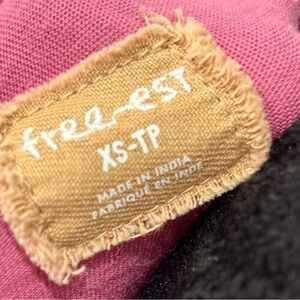 free-est
XS-TP
MADE IN INDIA
FABRIQUÉ EN INDE